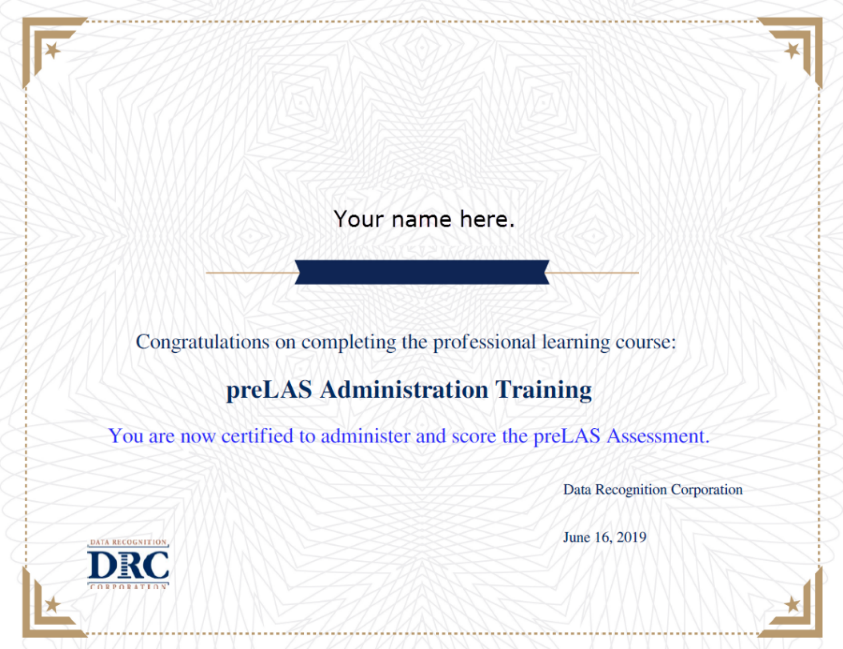 Your name here.
Congratulations on completing the professional learning course:
preLAS Administration Training
You are now certified to administer and score the preLAS Assessment.
Data Recognition Corporation
June 16, 2019
DATA RECOGNITION
DRC
CORPORATION